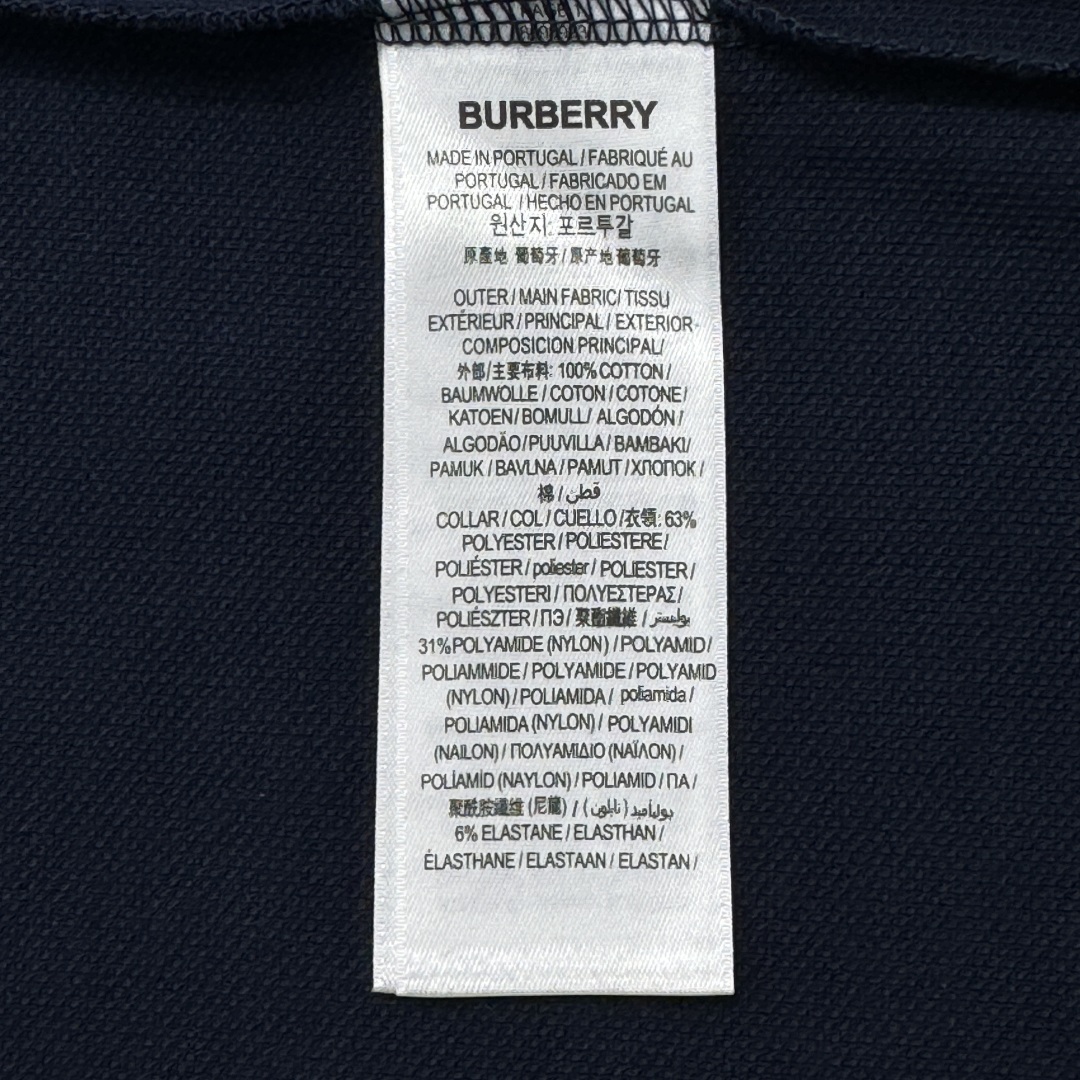 BURBERRY
MADE IN PORTUGAL / FABRIQUÉ AU
PORTUGAL / FABRICADO EM
PORTUGAL / HECHO EN PORTUGAL
원산지: 포르투갈
原產地 葡萄牙 / 原产地 葡萄牙
OUTER / MAIN FABRIC / TISSU
EXTÉRIEUR / PRINCIPAL / EXTERIOR-
COMPOSICION PRINCIPAL/
外部/主要布料: 100% COTTON /
BAUMWOLLE / COTON / COTONE /
KATOEN / BOMULL / ALGODÓN /
ALGODÃO / PUUVILLA / BAMBAKI/
PAMUK / BAVLNA / PAMUT / ХЛОПОК /
棉 / قطن
COLLAR / COL / CUELLO /衣領: 63%
POLYESTER / POLIESTERE /
POLIÉSTER / poliester / POLIESTER /
POLYESTERI / ΠΟΛΥΕΣΤΕΡΑΣ /
POLIÉSZTER / ПЭ / 聚酯纖維 / بوليستر
31% POLYAMIDE (NYLON) / POLYAMID /
POLIAMMIDE / POLYAMIDE / POLYAMID
(NYLON) / POLIAMIDA / poliamida /
POLIAMIDA (NYLON) / POLYAMIDI
(NAILON) / ΠΟΛΥΑΜΙΔΙΟ (ΝΑΪΛΟΝ) /
POLÍAMÍD (NAYLON) / POLIAMID / ПА /
聚酰胺纖维 (尼龍) / بولياميد (نايلون)
6% ELASTANE / ELASTHAN /
ÉLASTHANE / ELASTAAN / ELASTAN /